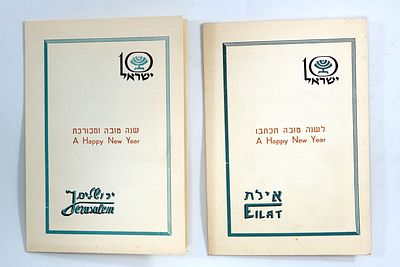 10
ישראל
שנה טובה ומבורכת
A Happy New Year
ירושלים
Jerusalem
10
ישראל
לשנה טובה תכתבו
A Happy New Year
אילת
EILAT